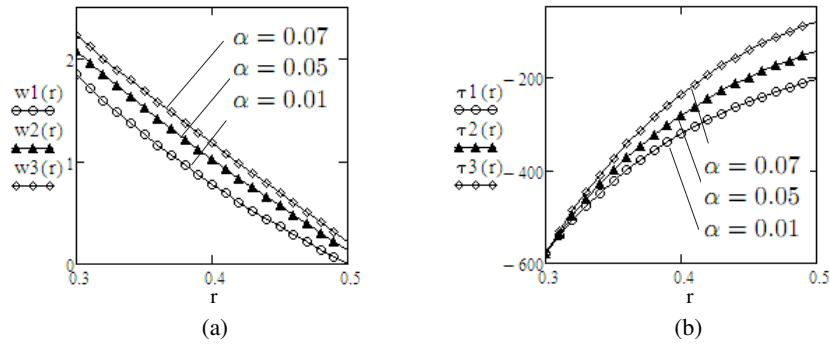 2
w1(r)
w2(r)
1
w3(r)
0
0.3
0.4
0.5
r
α = 0.07
α = 0.05
α = 0.01
(a)
−200
τ1(r)
τ2(r)
−400
τ3(r)
−600
0.3
0.4
0.5
r
α = 0.07
α = 0.05
α = 0.01
(b)